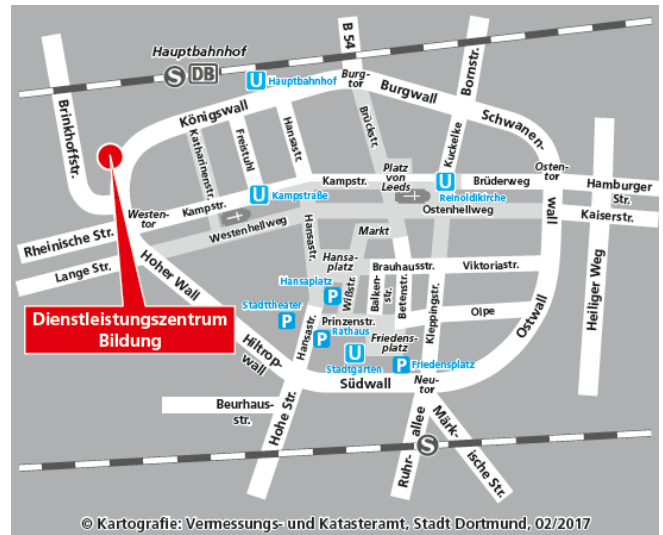 Hauptbahnhof
S DB
U Hauptbahnhof
B 54
Burg-
tor
Burgwall
Bornstr.
Schwanen-
wall
Brinkhoffstr.
Königswall
Katharinenstr.
Freistuhl
Hansastr.
Brückstr.
Kuckelke
Platz
von
Leeds
Osten-
tor
Kampstr.
U
Reinoldikirche
Brüderweg
Hamburger
Str.
U Kampstraße
Westen-
tor
Kampstr.
Ostenhellweg
Kaiserstr.
Rheinische Str.
Westenhellweg
Hansastr.
Markt
Lange Str.
Hoher Wall
Hansa-
platz
Brauhausstr.
Viktoriastr.
Heiliger Weg
Hansaplatz
P
Wißstr.
Balken-
str.
Betenstr.
Kleppingstr.
Stadttheater
P
Dienstleistungszentrum
Bildung
Prinzenstr.
Olpe
Ostwall
P
Rathaus
Hansastr.
Friedens-
platz
Hiltrop-
wall
U
Stadtgarten
P
Friedensplatz
Südwall
Neu-
tor
Beurhaus-
str.
Hohe Str.
Ruhr-
allee
Märk-
ische Str.
S
© Kartografie: Vermessungs- und Katasteramt, Stadt Dortmund, 02/2017